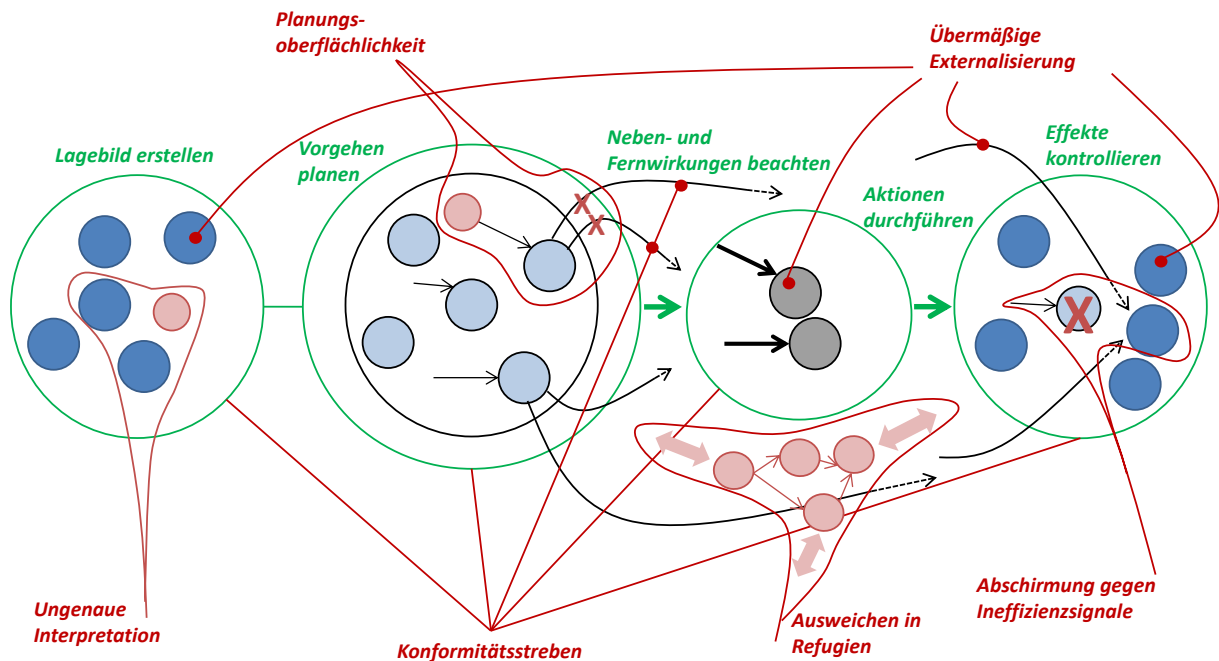 Planungs-
oberflächlichkeit
Übermäßige
Externalisierung
Lagebild erstellen
Vorgehen
planen
Neben- und
Fernwirkungen beachten
Aktionen
durchführen
Effekte
kontrollieren
X
X
X
Ungenaue
Interpretation
Konformitätsstreben
Ausweichen in
Refugien
Abschirmung gegen
Ineffizienzsignale